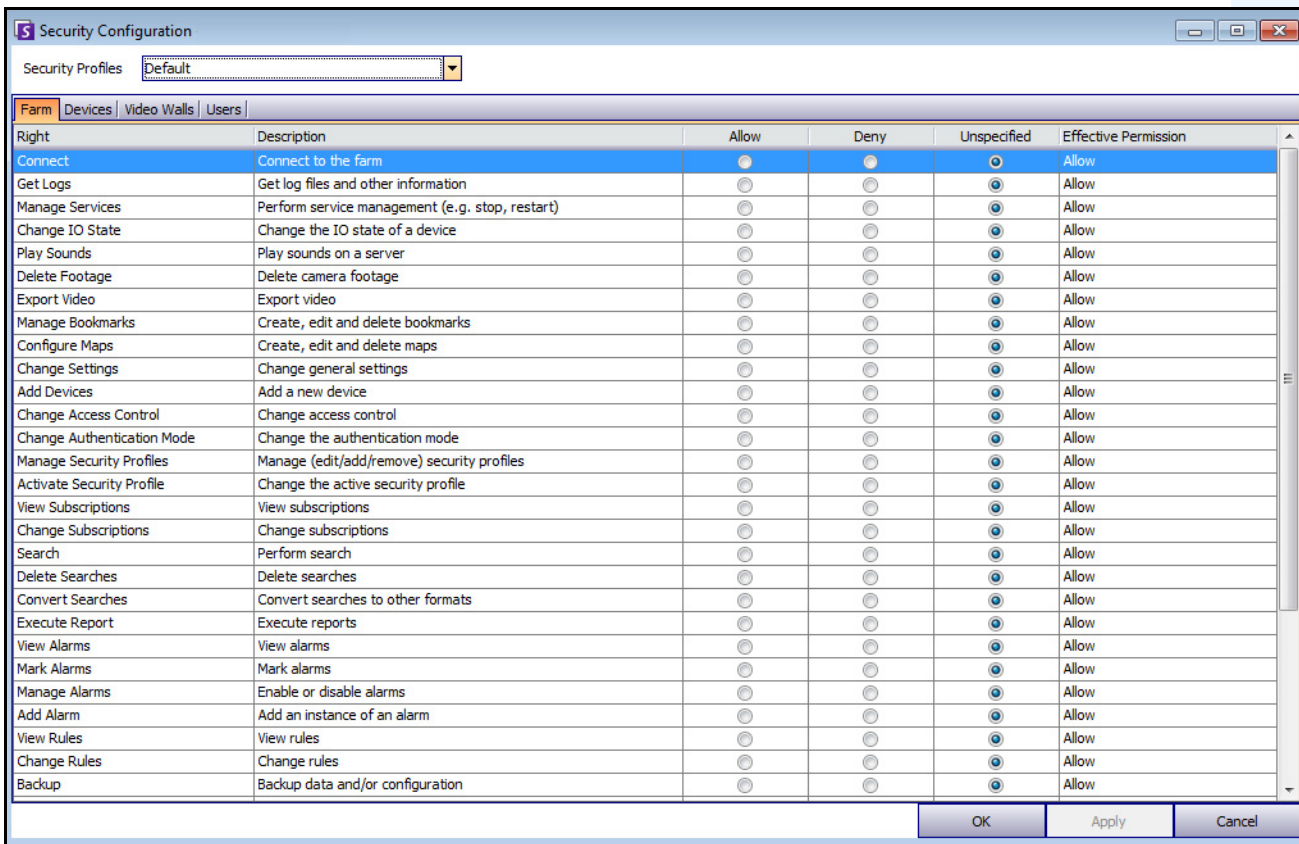 Security Configuration
Security Profiles Default
Farm Devices Video Walls Users
Right Description Allow Deny Unspecified Effective Permission
Connect Connect to the farm Allow
Get Logs Get log files and other information Allow
Manage Services Perform service management (e.g. stop, restart) Allow
Change IO State Change the IO state of a device Allow
Play Sounds Play sounds on a server Allow
Delete Footage Delete camera footage Allow
Export Video Export video Allow
Manage Bookmarks Create, edit and delete bookmarks Allow
Configure Maps Create, edit and delete maps Allow
Change Settings Change general settings Allow
Add Devices Add a new device Allow
Change Access Control Change access control Allow
Change Authentication Mode Change the authentication mode Allow
Manage Security Profiles Manage (edit/add/remove) security profiles Allow
Activate Security Profile Change the active security profile Allow
View Subscriptions View subscriptions Allow
Change Subscriptions Change subscriptions Allow
Search Perform search Allow
Delete Searches Delete searches Allow
Convert Searches Convert searches to other formats Allow
Execute Report Execute reports Allow
View Alarms View alarms Allow
Mark Alarms Mark alarms Allow
Manage Alarms Enable or disable alarms Allow
Add Alarm Add an instance of an alarm Allow
View Rules View rules Allow
Change Rules Change rules Allow
Backup Backup data and/or configuration Allow
OK Apply Cancel